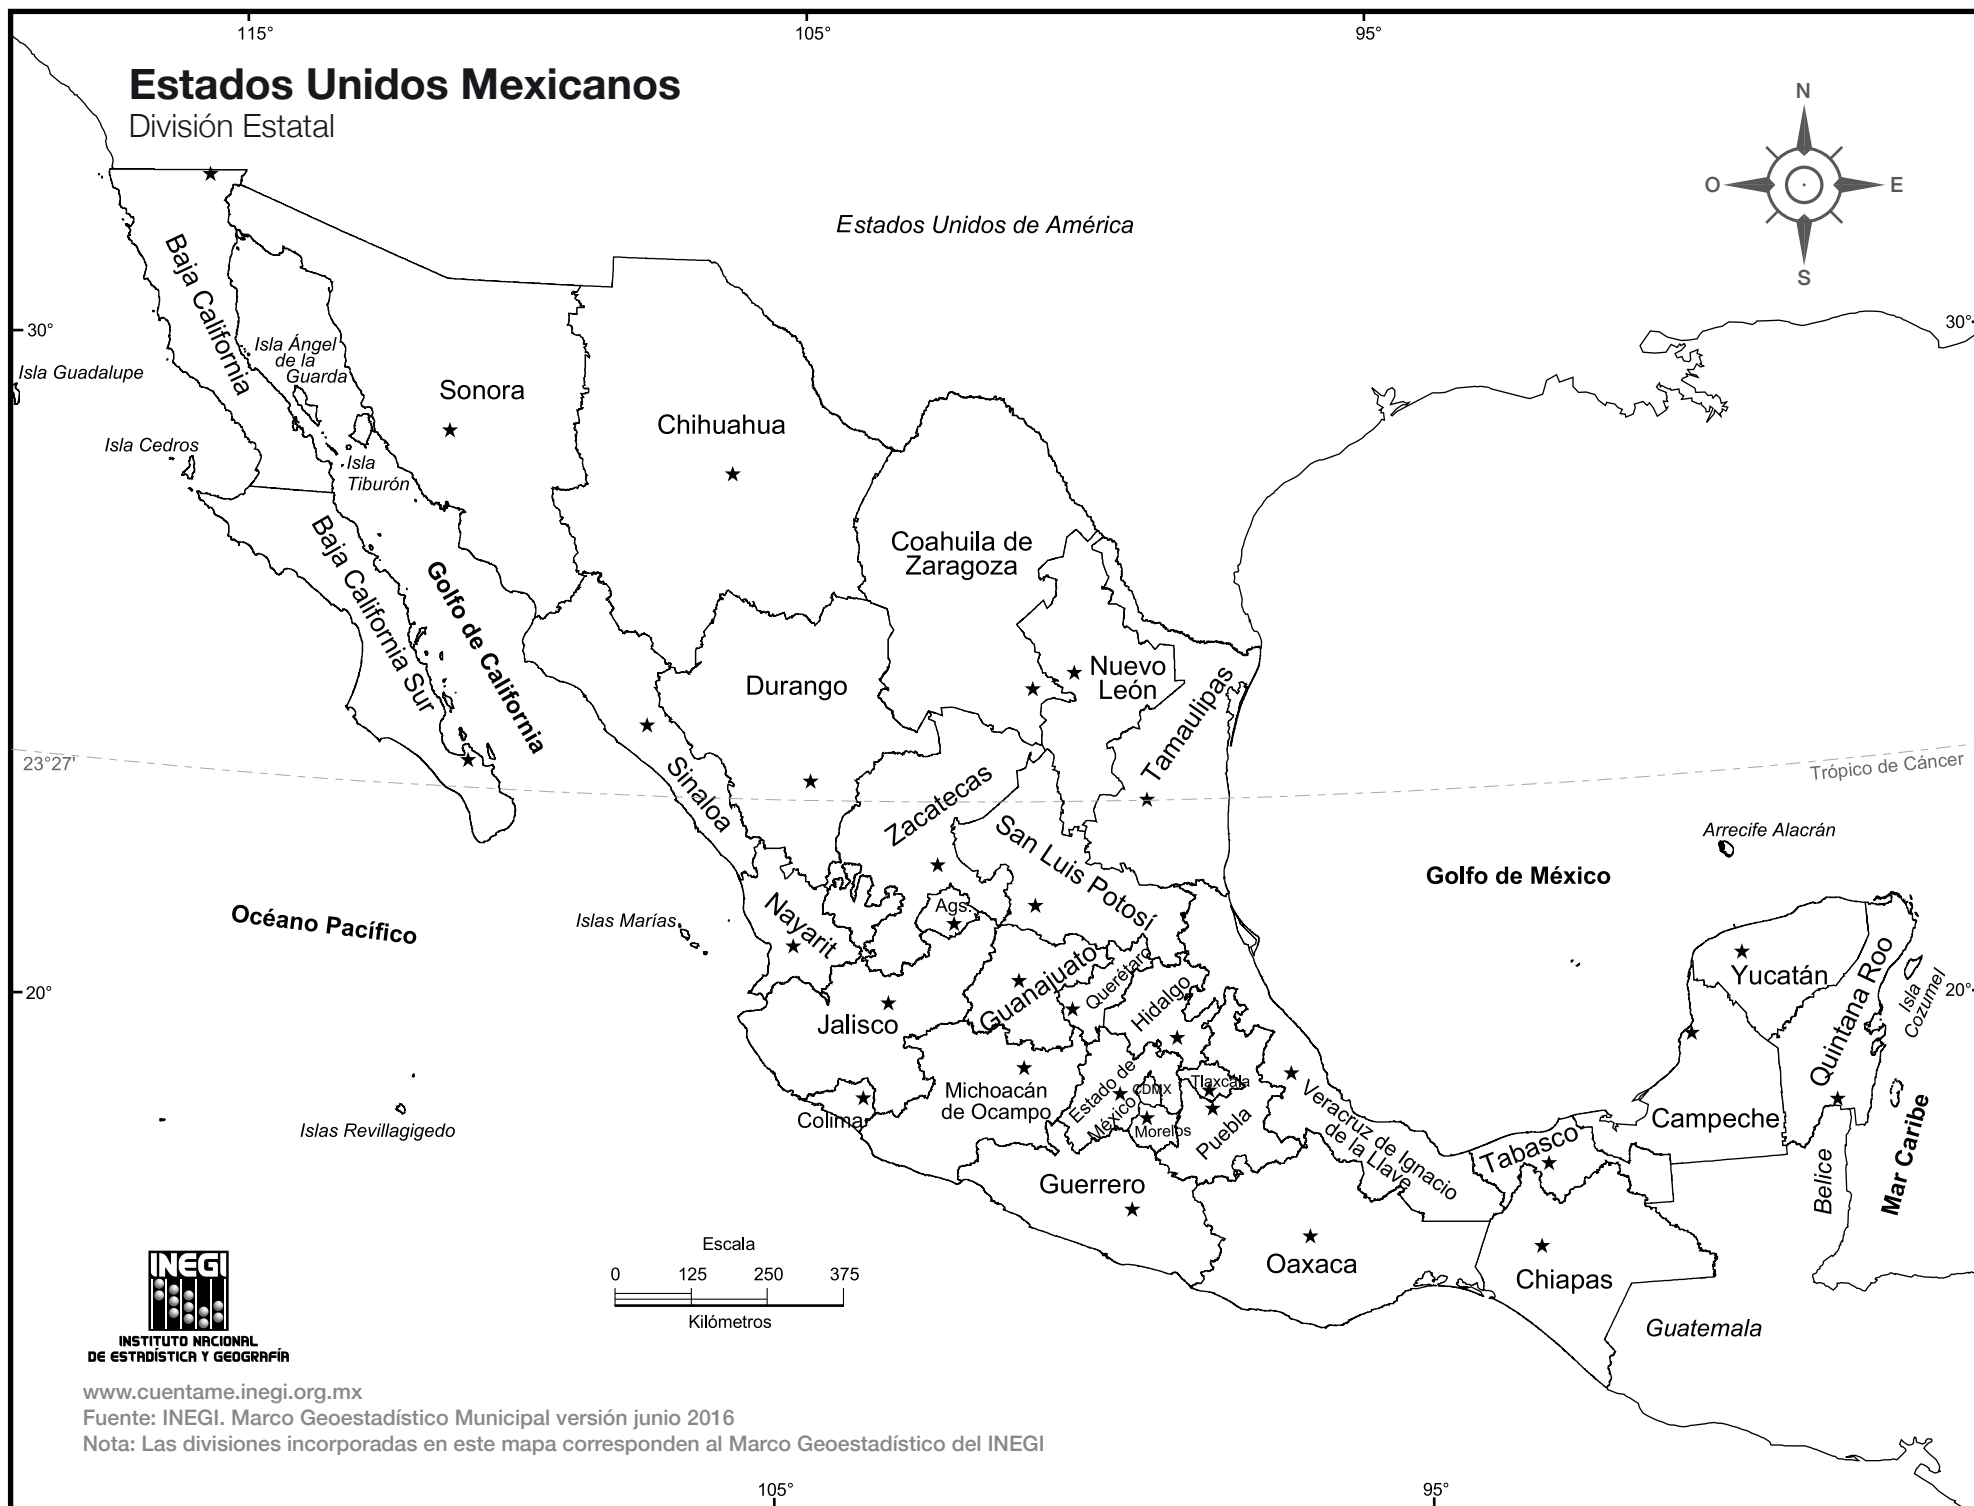 115°
105°
95°
Estados Unidos Mexicanos
División Estatal
N
O
E
S
Estados Unidos de América
30°
30°
Baja California
Isla Ángel
de la
Guarda
Isla Guadalupe
Sonora
Chihuahua
Isla Cedros
Isla
Tiburón
Baja California Sur
Golfo de California
Coahuila de
Zaragoza
Durango
Nuevo
León
Tamaulipas
23°27'
Trópico de Cáncer
Sinaloa
Zacatecas
San Luis Potosí
Arrecife Alacrán
Golfo de México
Océano Pacífico
Islas Marías
Nayarit
Ags.
Guanajuato
Querétaro
Hidalgo
Yucatán
Quintana Roo
Isla
Cozumel
20°
20°
Jalisco
Michoacán
de Ocampo
Estado de
México
CDMX
Tlaxcala
Morelos
Puebla
Colima
Veracruz de Ignacio
de la Llave
Campeche
Tabasco
Islas Revillagigedo
Guerrero
Oaxaca
Chiapas
Belice
Mar Caribe
Guatemala
Escala
0 125 250 375
Kilómetros
INEGI
INSTITUTO NACIONAL
DE ESTADÍSTICA Y GEOGRAFÍA
www.cuentame.inegi.org.mx
Fuente: INEGI. Marco Geoestadístico Municipal versión junio 2016
Nota: Las divisiones incorporadas en este mapa corresponden al Marco Geoestadístico del INEGI
105°
95°